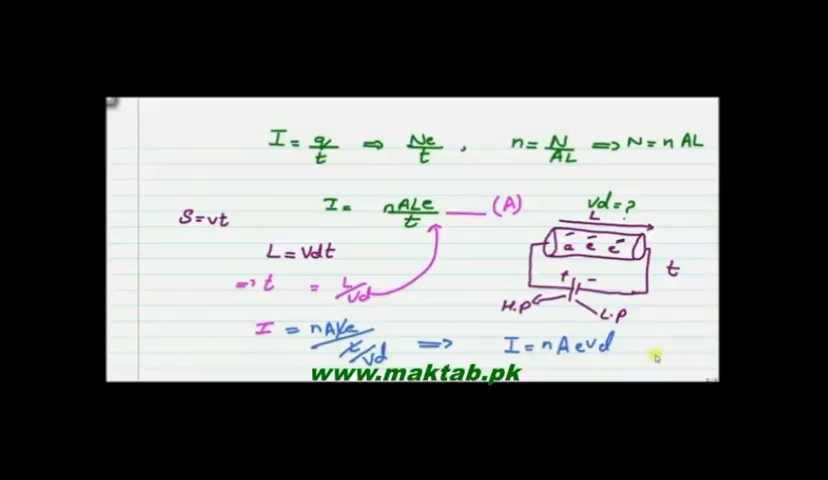 I = q/t ⇒ Ne/t , n = N/AL ⇒ N = n AL
I = nALe/t —— (A)
vd = ?
L
S = vt
L = Vdt
⇒ t = L/Vd
e e e
t
+ -
H.P
L.P
I = nALe / L/vd ⇒ I = nAevd
www.maktab.pk